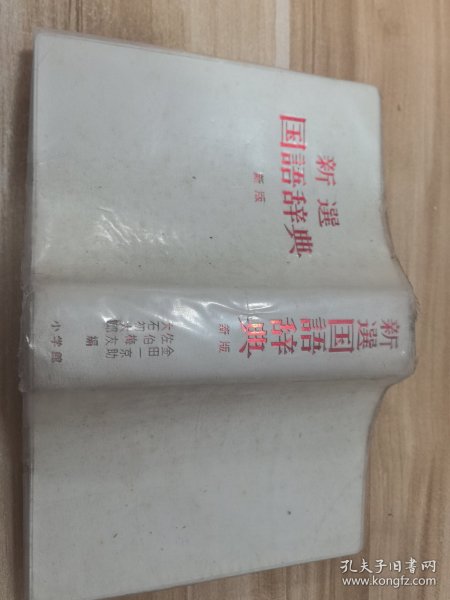 新選
国語辞典
新版
新選
国語辞典
新版
金田一京助
佐伯梅友
大石初太郎
編
小学館
孔夫子旧书网
www.kongfz.com